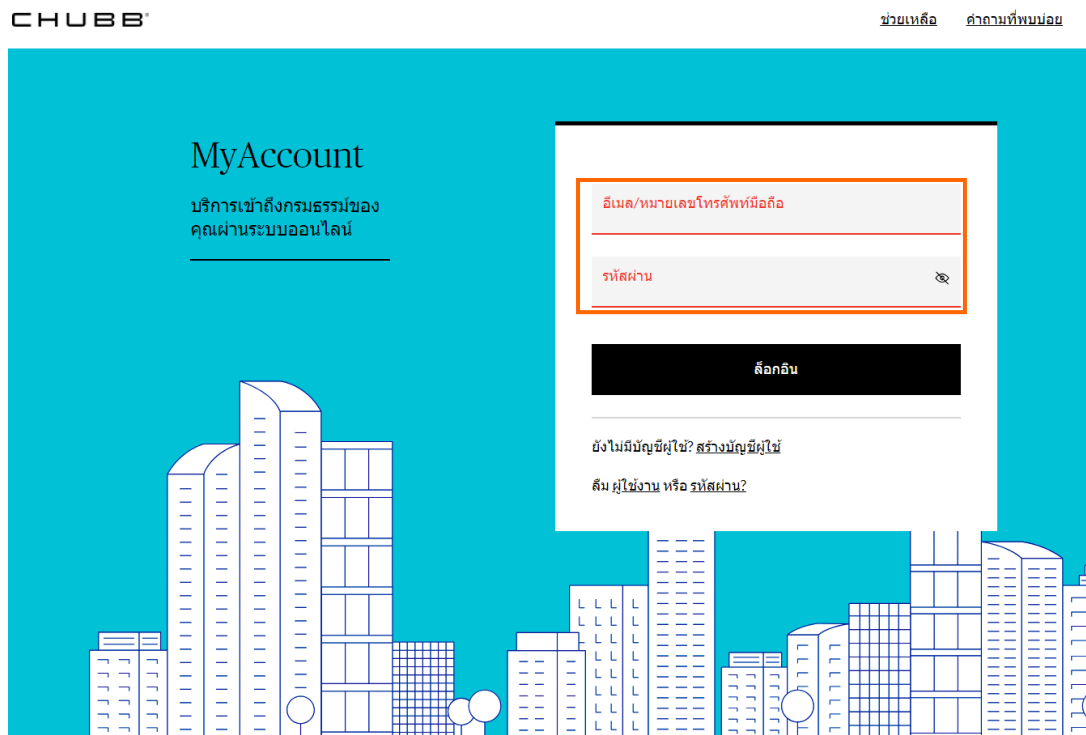 CHUBB®
ช่วยเหลือ คำถามที่พบบ่อย
MyAccount
บริการเข้าถึงกรมธรรม์ของ
คุณผ่านระบบออนไลน์
อีเมล/หมายเลขโทรศัพท์มือถือ
รหัสผ่าน
ล็อกอิน
ยังไม่มีบัญชีผู้ใช้? สร้างบัญชีผู้ใช้
ลืม ผู้ใช้งาน หรือ รหัสผ่าน?